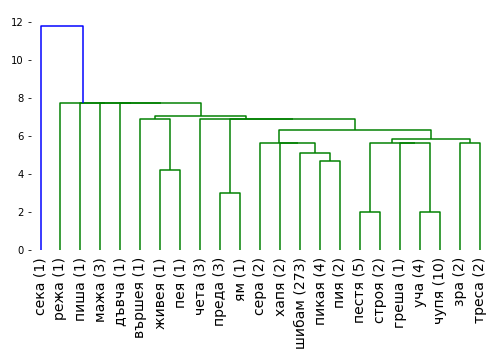 12
10
8
6
4
2
0
сека (1)
режа (1)
пиша (1)
мажа (3)
дъвча (1)
вършея (1)
живея (1)
пея (1)
чета (3)
преда (3)
ям (1)
сера (2)
хапя (2)
шибам (273)
пикая (4)
пия (2)
пестя (5)
строя (2)
греша (1)
уча (4)
чупя (10)
зра (2)
треса (2)